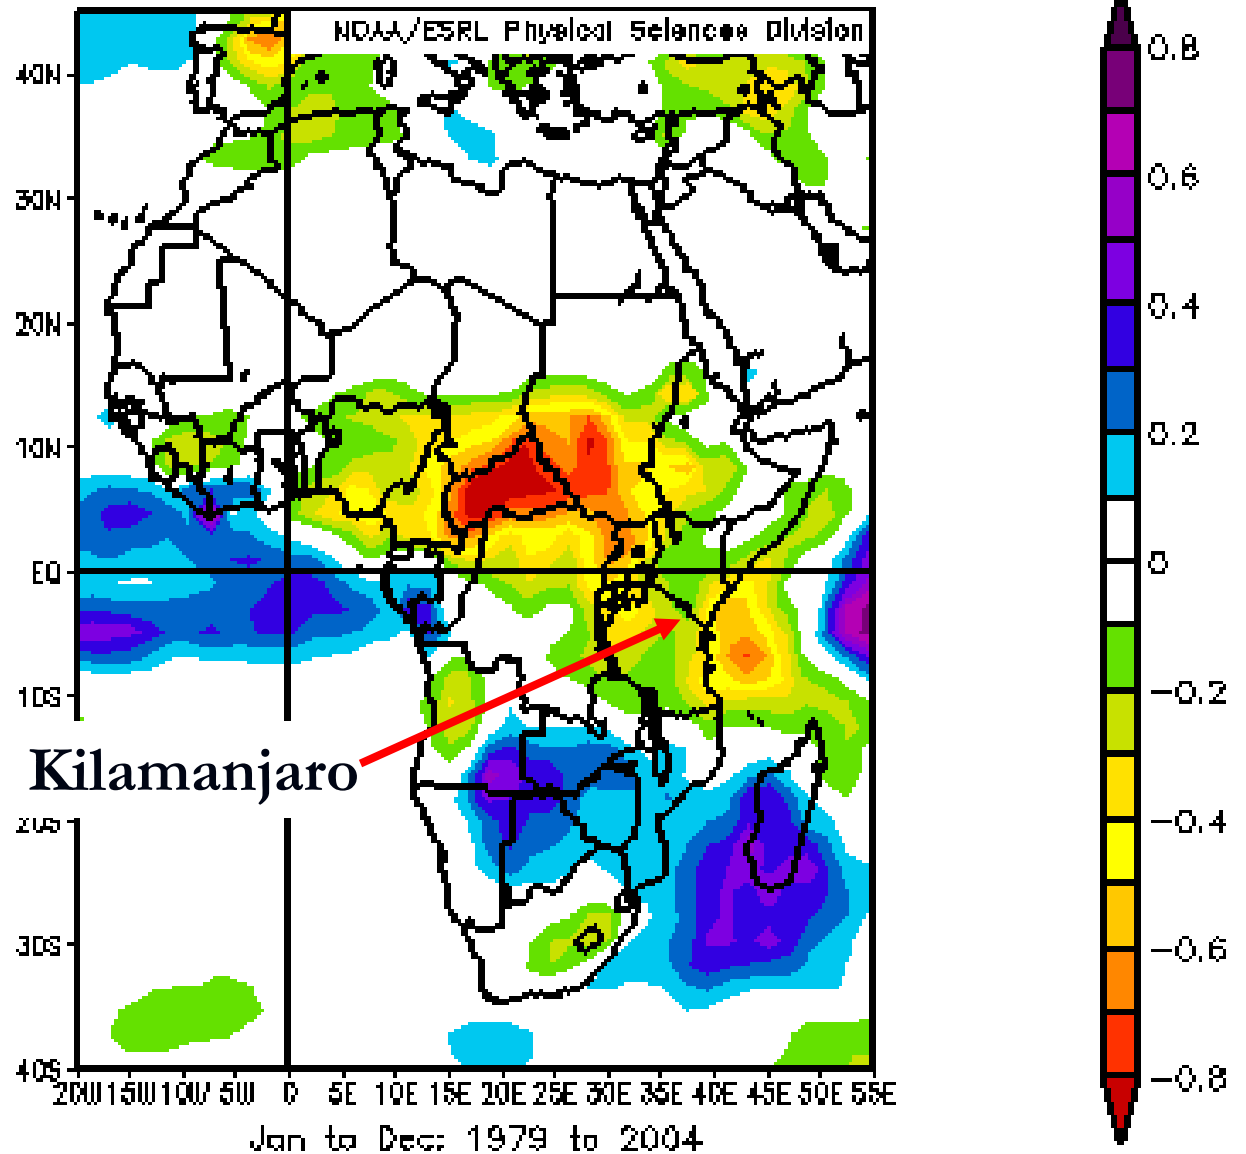 NOAA/ESRL Physical Sciences Division
40N
30N
20N
10N
EQ
10S
20S
30S
40S
20W 15W 10W 5W 0 5E 10E 15E 20E 25E 30E 35E 40E 45E 50E 55E
Jan to Dec: 1979 to 2004
Kilamanjaro
0.8
0.6
0.4
0.2
0
-0.2
-0.4
-0.6
-0.8